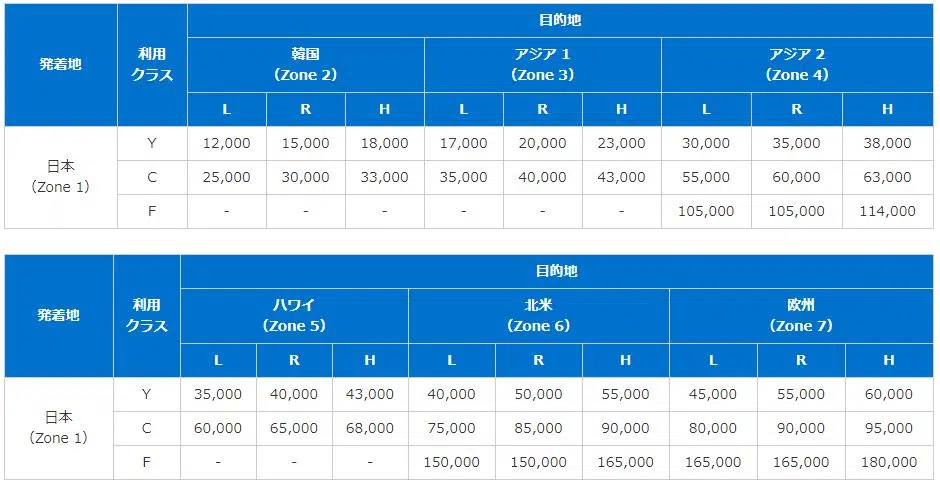 発着地 利用クラス 目的地
韓国（Zone 2） アジア 1（Zone 3） アジア 2（Zone 4）
L R H L R H L R H
日本（Zone 1） Y 12,000 15,000 18,000 17,000 20,000 23,000 30,000 35,000 38,000
C 25,000 30,000 33,000 35,000 40,000 43,000 55,000 60,000 63,000
F - - - - - - 105,000 105,000 114,000
発着地 利用クラス 目的地
ハワイ（Zone 5） 北米（Zone 6） 欧州（Zone 7）
L R H L R H L R H
日本（Zone 1） Y 35,000 40,000 43,000 40,000 50,000 55,000 45,000 55,000 60,000
C 60,000 65,000 68,000 75,000 85,000 90,000 80,000 90,000 95,000
F - - - 150,000 150,000 165,000 165,000 165,000 180,000